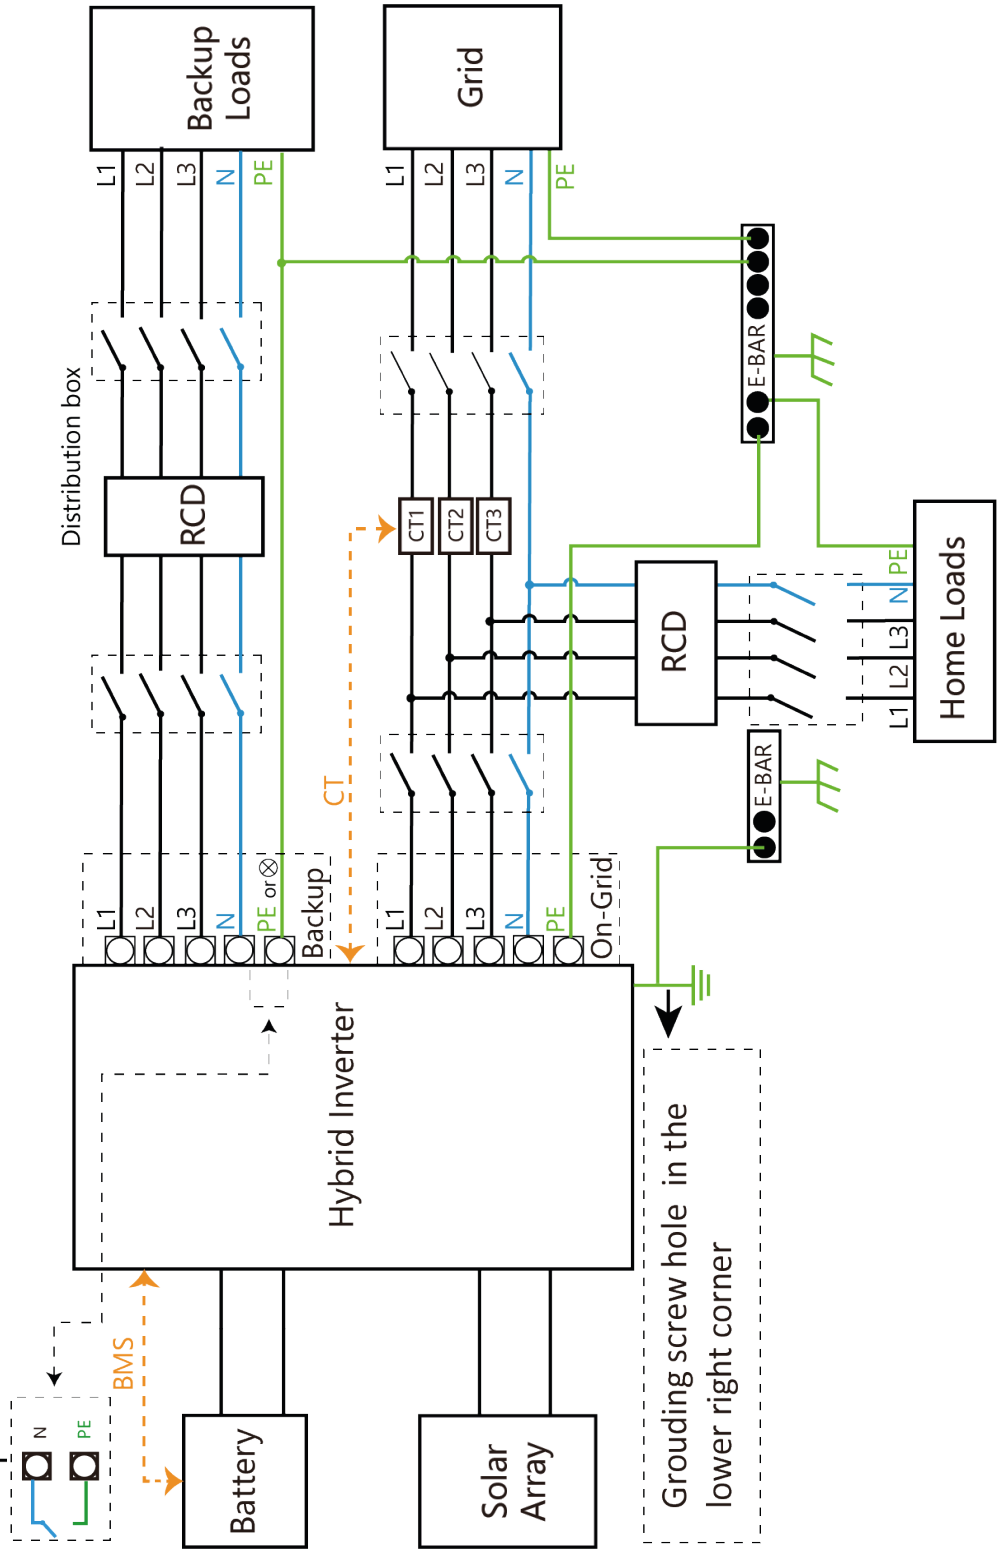 Backup
Loads
Grid
L1
L2
L3
N
PE
L1
L2
L3
N
PE
Distribution box
RCD
CT1
CT2
CT3
E-BAR
RCD
PE
N
L3
L2
L1
Home Loads
E-BAR
CT
L1
L2
L3
N
PE or
Backup
L1
L2
L3
N
PE
On-Grid
Hybrid Inverter
Grouding screw hole in the
lower right corner
BMS
N
PE
Battery
Solar
Array